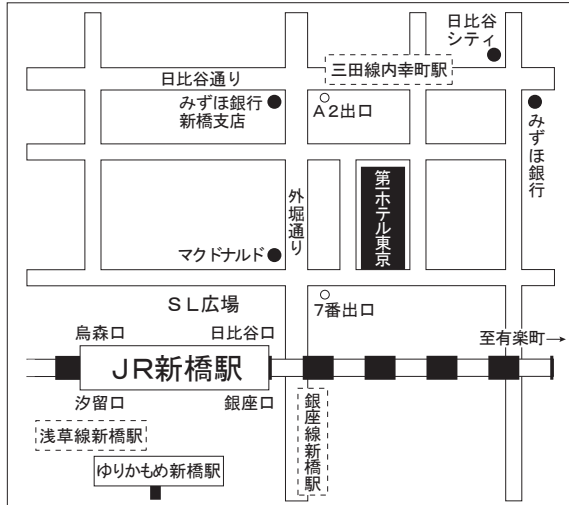 日比谷
シティ
三田線内幸町駅
日比谷通り
みずほ銀行
新橋支店
A2出口
みずほ銀行
外堀通り
第一ホテル東京
マクドナルド
SL広場
7番出口
烏森口
日比谷口
至有楽町→
JR新橋駅
汐留口
銀座口
銀座線新橋駅
浅草線新橋駅
ゆりかもめ新橋駅